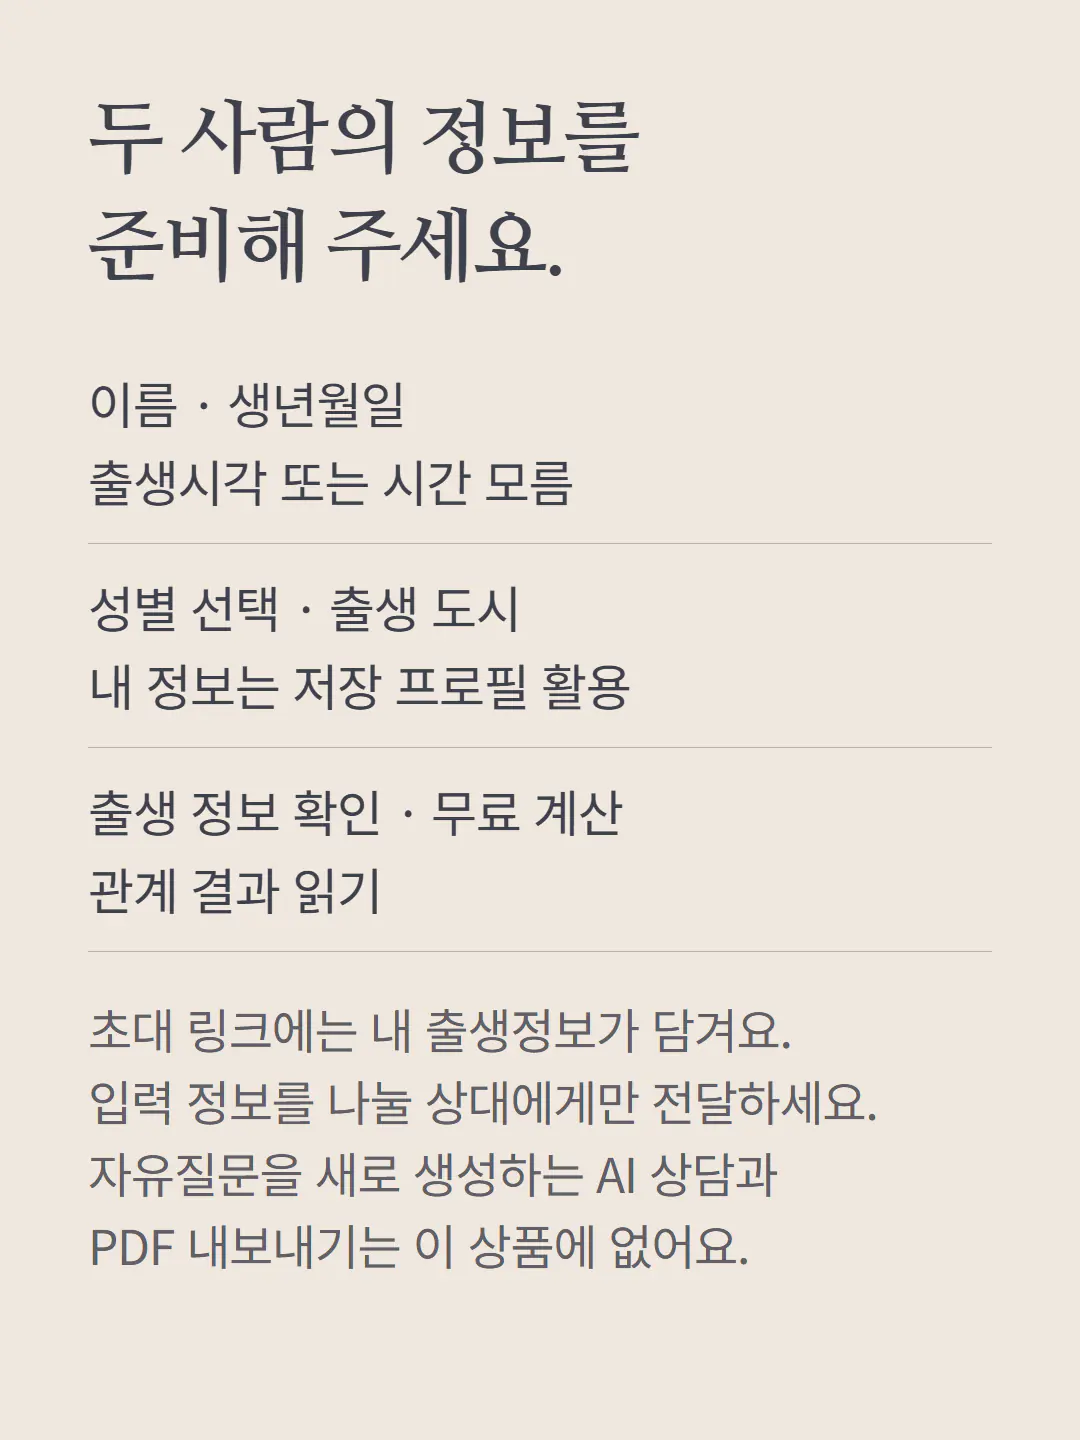 두 사람의 정보를
준비해 주세요.
이름 · 생년월일
출생시각 또는 시간 모름
성별 선택 · 출생 도시
내 정보는 저장 프로필 활용
출생 정보 확인 · 무료 계산
관계 결과 읽기
초대 링크에는 내 출생정보가 담겨요.
입력 정보를 나눌 상대에게만 전달하세요.
자유질문을 새로 생성하는 AI 상담과
PDF 내보내기는 이 상품에 없어요.